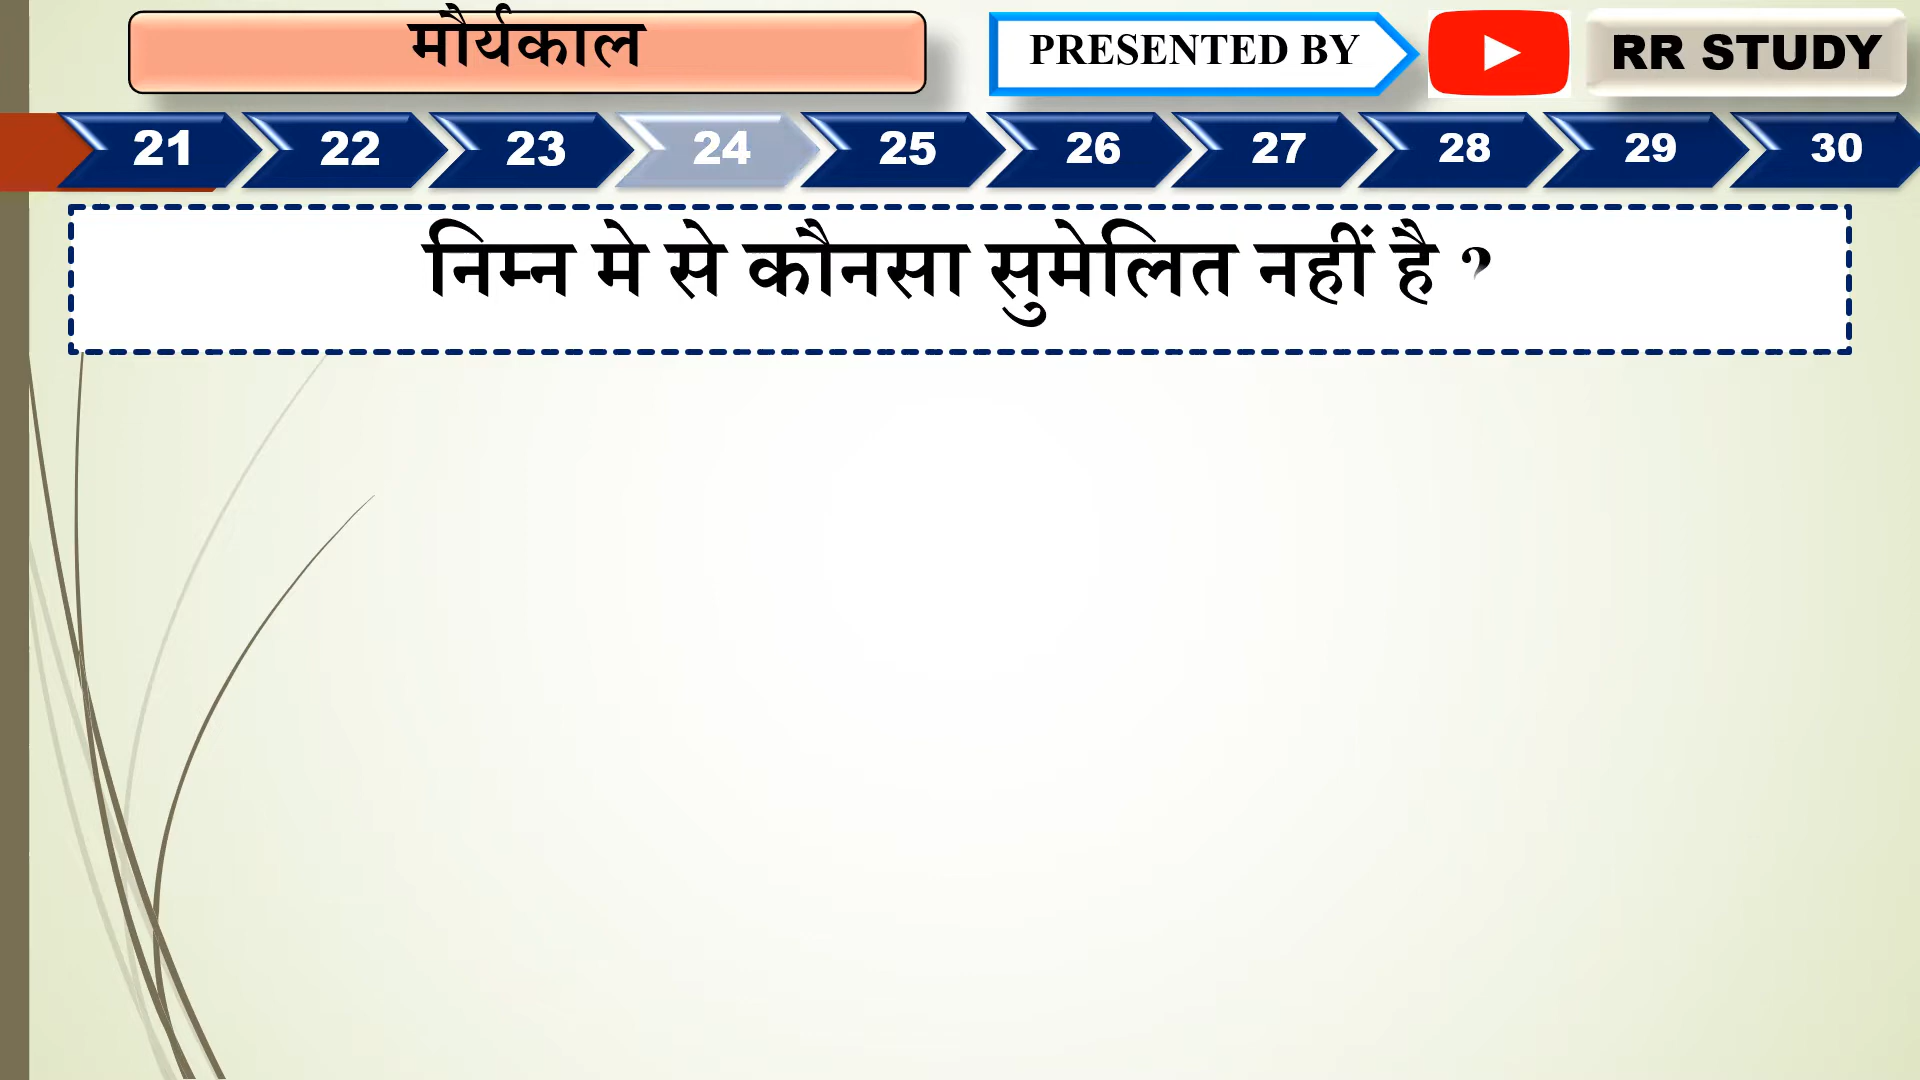 मौर्यकाल
PRESENTED BY
RR STUDY
21 22 23 24 25 26 27 28 29 30
निम्न मे से कौनसा सुमेलित नहीं है ?